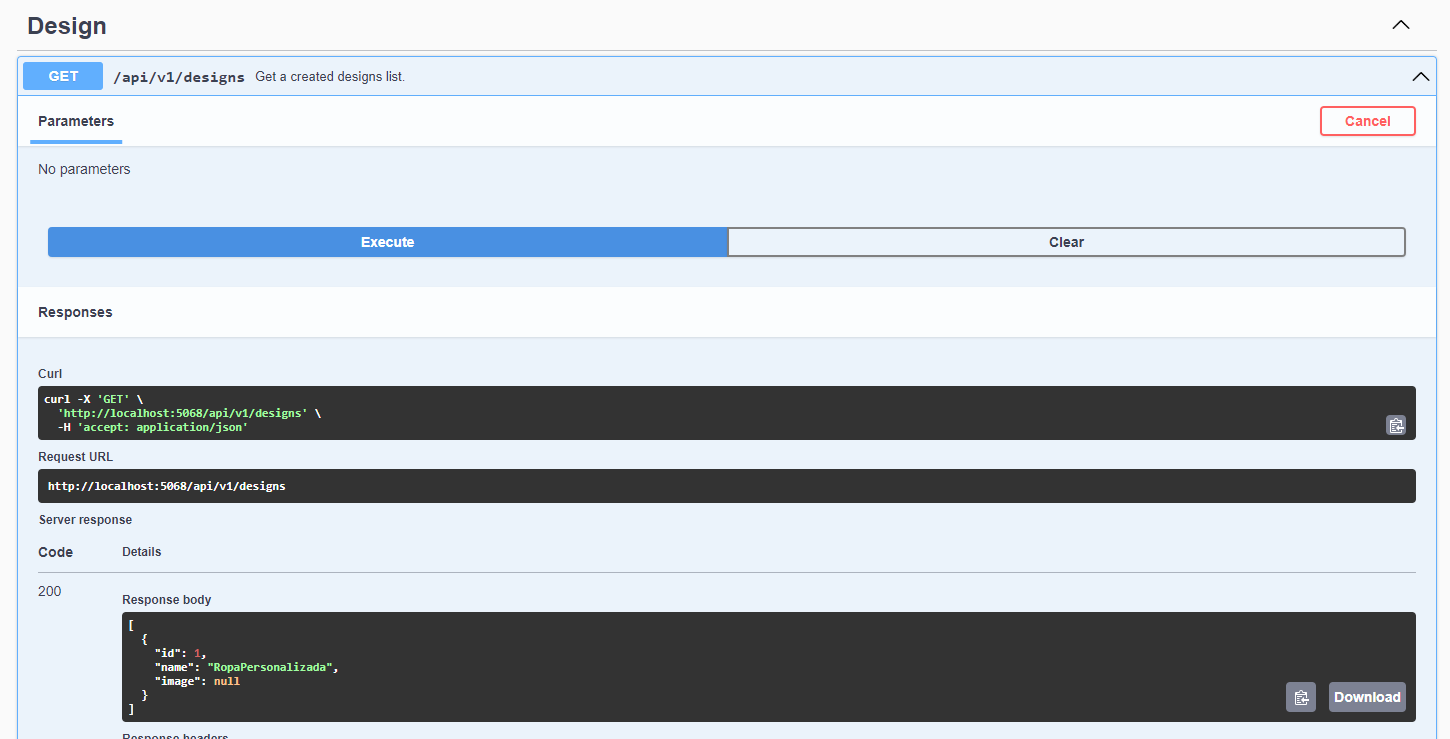 Design
GET /api/v1/designs Get a created designs list.
Parameters Cancel
No parameters
Execute Clear
Responses
Curl
curl -X 'GET' \
  'http://localhost:5068/api/v1/designs' \
  -H 'accept: application/json'
Request URL
http://localhost:5068/api/v1/designs
Server response
Code Details
200
Response body
[
  {
    "id": 1,
    "name": "RopaPersonalizada",
    "image": null
  }
]
Download
Response headers